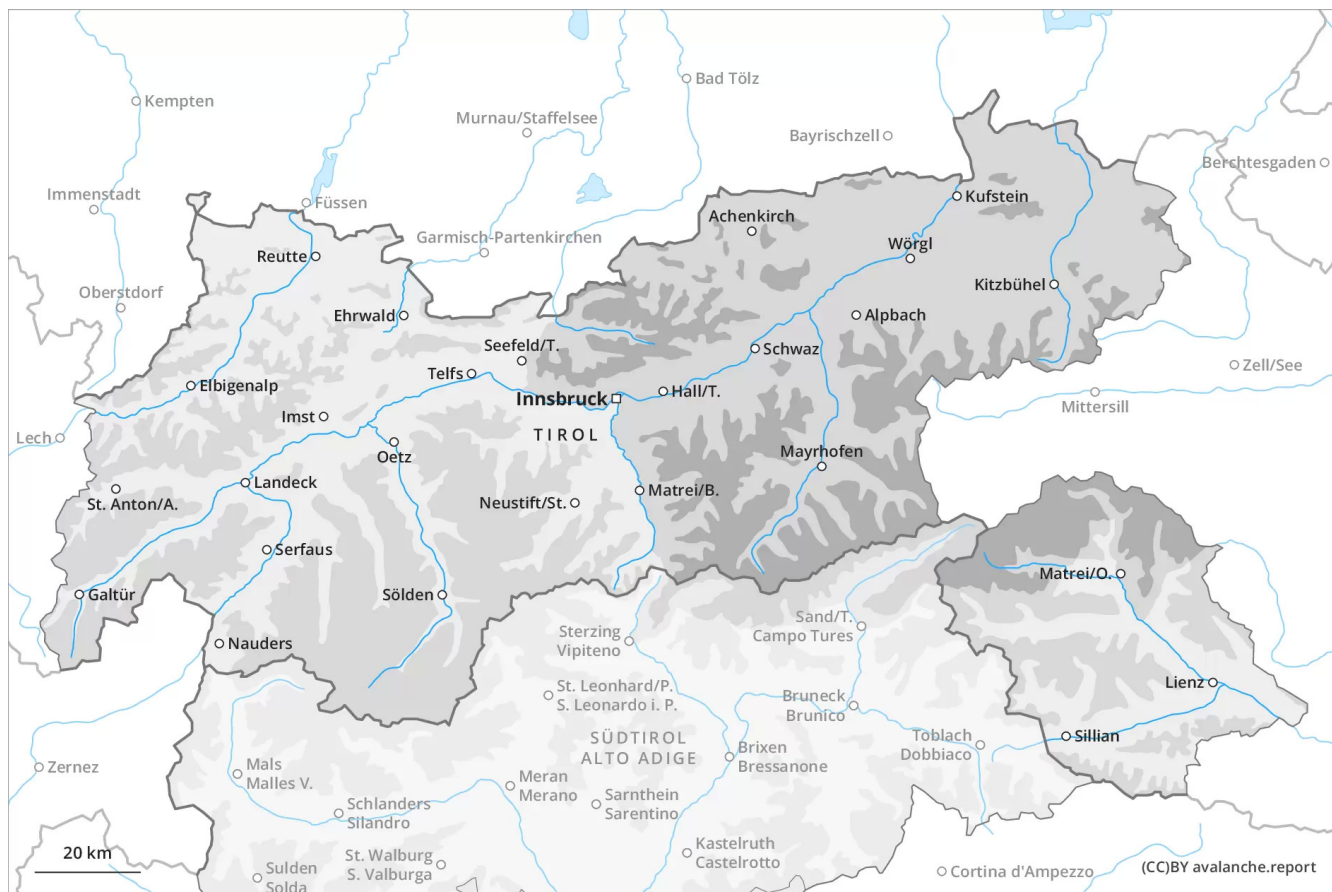 Bad Tölz
Kempten
Murnau/Staffelsee
Bayrischzell
Berchtesgaden
Immenstadt
Füssen
Kufstein
Achenkirch
Garmisch-Partenkirchen
Wörgl
Reutte
Kitzbühel
Oberstdorf
Ehrwald
Alpbach
Seefeld/T.
Schwaz
Zell/See
Telfs
Elbigenalp
Hall/T.
Innsbruck
Mittersill
Imst
TIROL
Lech
Oetz
Mayrhofen
Landeck
Matrei/B.
St. Anton/A.
Neustift/St.
Serfaus
Matrei/O.
Galtür
Sölden
Sand/T.
Campo Tures
Sterzing
Vipiteno
Nauders
Lienz
St. Leonhard/P.
S. Leonardo i. P.
Bruneck
Brunico
Toblach
Dobbiaco
Sillian
SÜDTIROL
ALTO ADIGE
Brixen
Bressanone
Zernez
Mals
Malles V.
Meran
Merano
Sarnthein
Sarentino
Schlanders
Silandro
Kastelruth
Castelrotto
St. Walburg
S. Valburga
Sulden
Solda
Cortina d'Ampezzo
20 km
(CC)BY avalanche.report